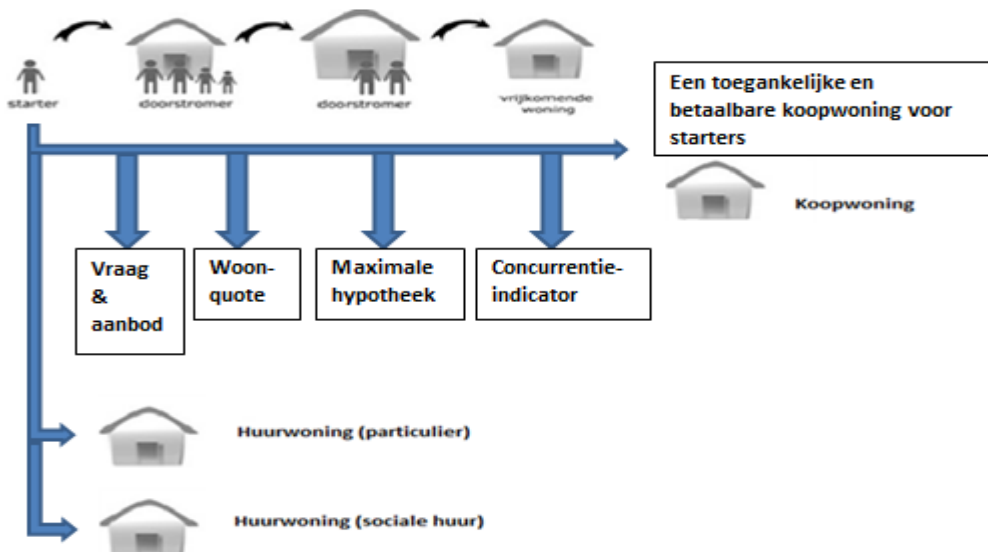 starter
doorstromer
doorstromer
vrijkomende
woning
Een toegankelijke en
betaalbare koopwoning voor
starters
Koopwoning
Vraag
&
aanbod
Woon-
quote
Maximale
hypotheek
Concurrentie-
indicator
Huurwoning (particulier)
Huurwoning (sociale huur)